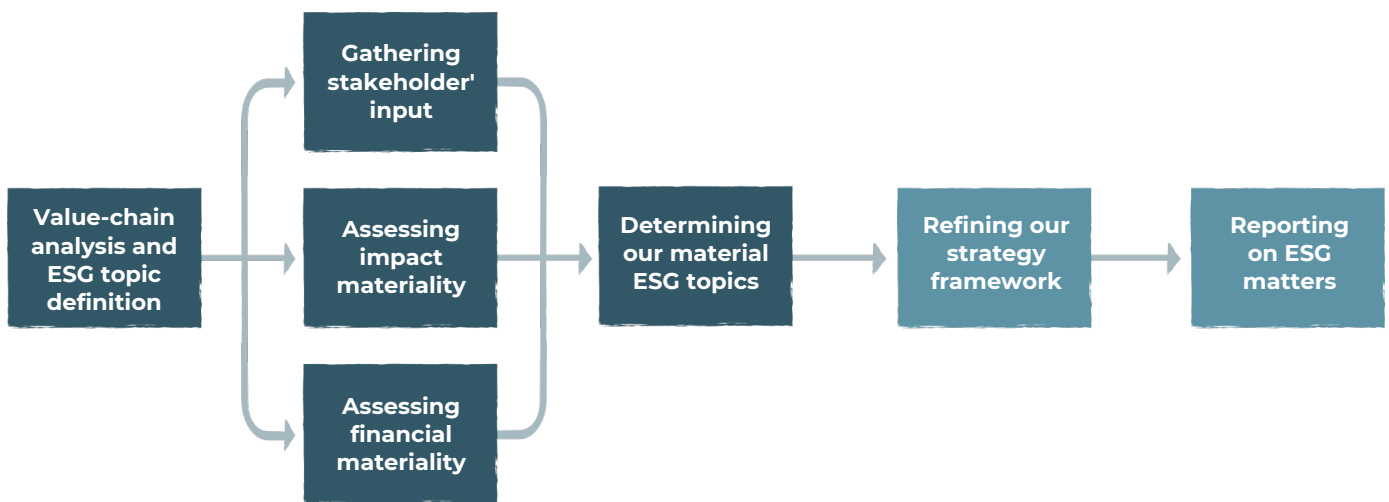 Value-chain
analysis and
ESG topic
definition
Gathering
stakeholder'
input
Assessing
impact
materiality
Assessing
financial
materiality
Determining
our material
ESG topics
Refining our
strategy
framework
Reporting
on ESG
matters